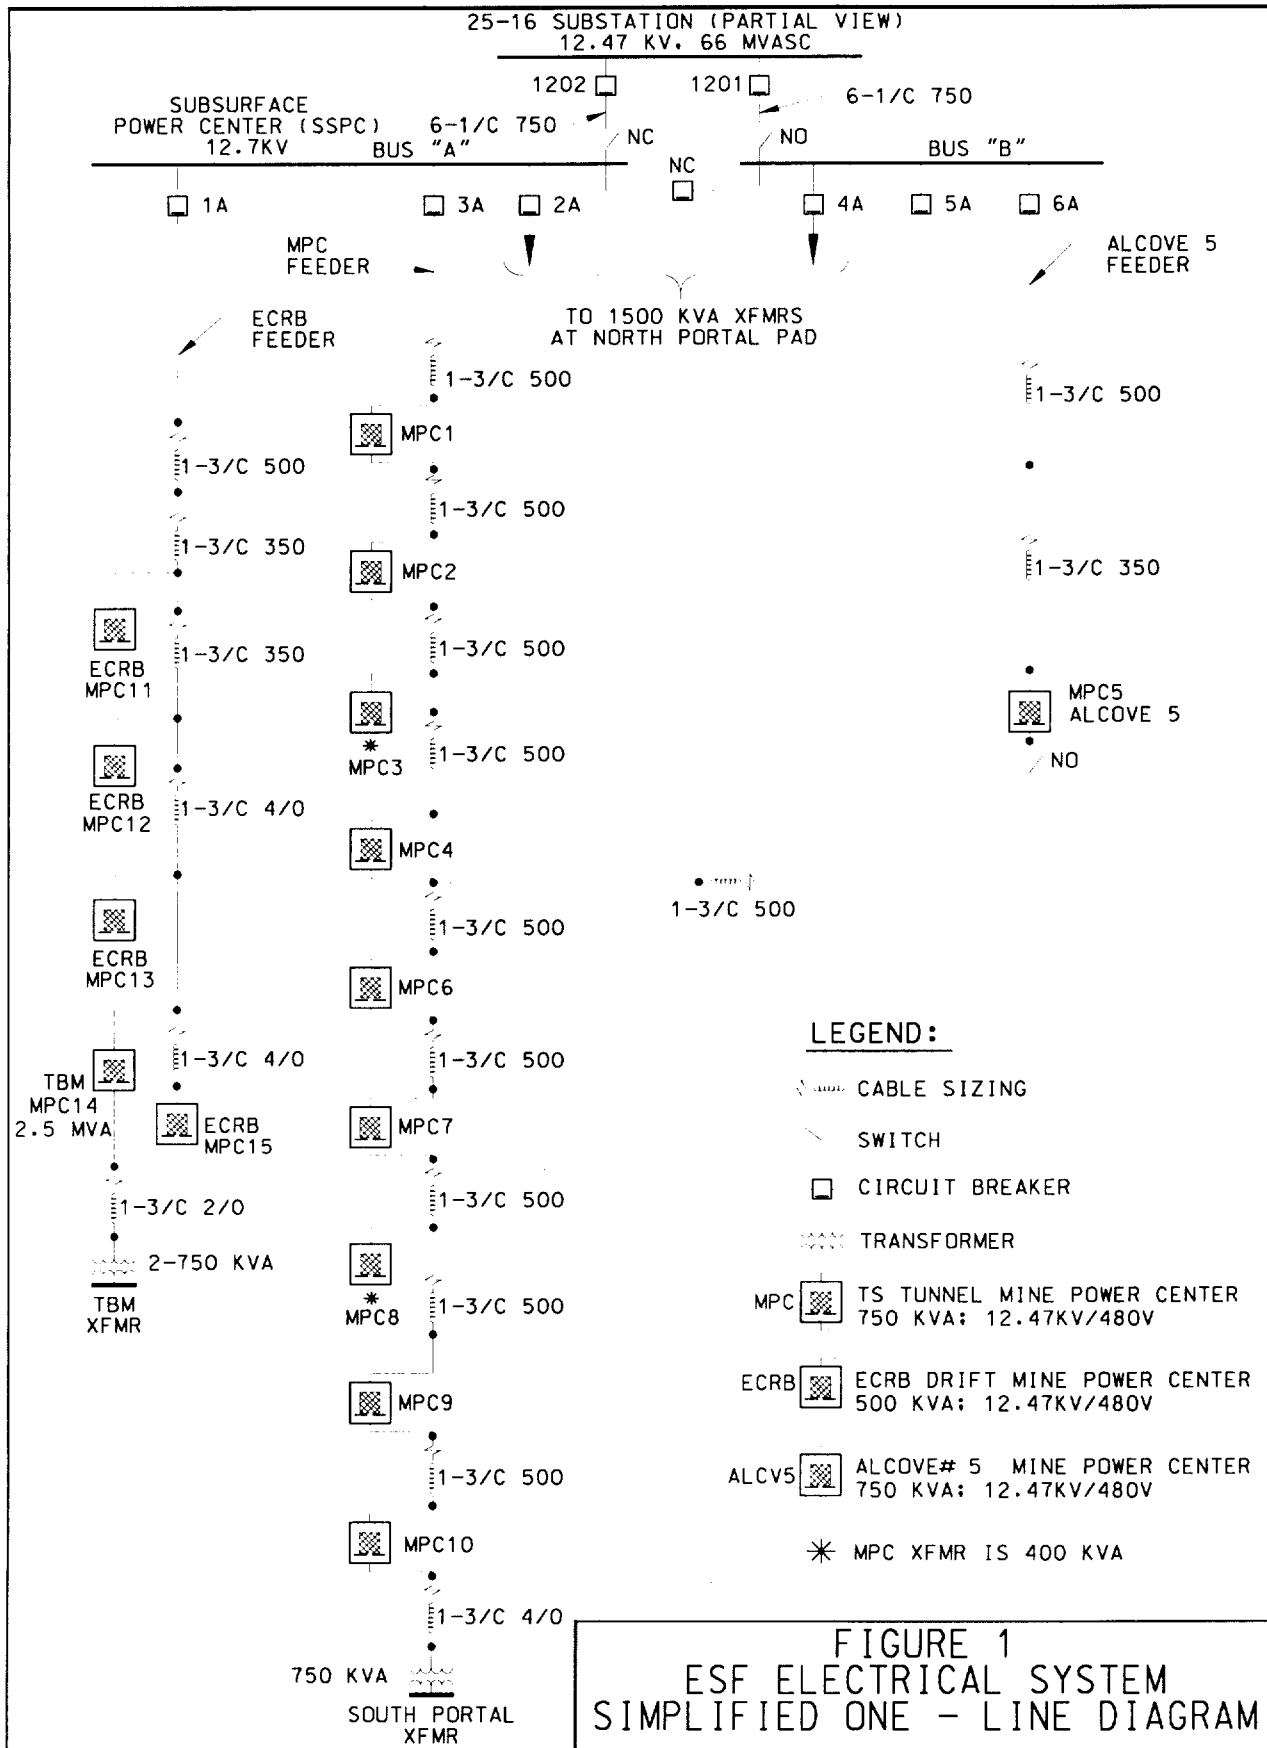 25-16 SUBSTATION (PARTIAL VIEW)
12.47 KV. 66 MVASC
1202
1201
6-1/C 750
SUBSURFACE
POWER CENTER (SSPC)
12.7KV
6-1/C 750
BUS "A"
NC
NC
NO
BUS "B"
1A
3A
2A
4A
5A
6A
MPC
FEEDER
ALCOVE 5
FEEDER
TO 1500 KVA XFMRS
AT NORTH PORTAL PAD
ECRB
FEEDER
1-3/C 500
1-3/C 500
MPC1
1-3/C 500
1-3/C 500
1-3/C 350
MPC2
1-3/C 350
1-3/C 350
1-3/C 500
ECRB
MPC11
MPC5
ALCOVE 5
MPC3
1-3/C 500
NO
ECRB
MPC12
1-3/C 4/0
MPC4
1-3/C 500
1-3/C 500
ECRB
MPC13
MPC6
1-3/C 4/0
1-3/C 500
TBM
MPC14
2.5 MVA
ECRB
MPC15
MPC7
1-3/C 2/0
1-3/C 500
2-750 KVA
TBM
XFMR
MPC8
1-3/C 500
MPC9
1-3/C 500
MPC10
1-3/C 4/0
750 KVA
SOUTH PORTAL
XFMR
LEGEND:
CABLE SIZING
SWITCH
CIRCUIT BREAKER
TRANSFORMER
MPC
TS TUNNEL MINE POWER CENTER
750 KVA; 12.47KV/480V
ECRB
ECRB DRIFT MINE POWER CENTER
500 KVA; 12.47KV/480V
ALCV5
ALCOVE# 5 MINE POWER CENTER
750 KVA; 12.47KV/480V
MPC XFMR IS 400 KVA
FIGURE 1
ESF ELECTRICAL SYSTEM
SIMPLIFIED ONE - LINE DIAGRAM